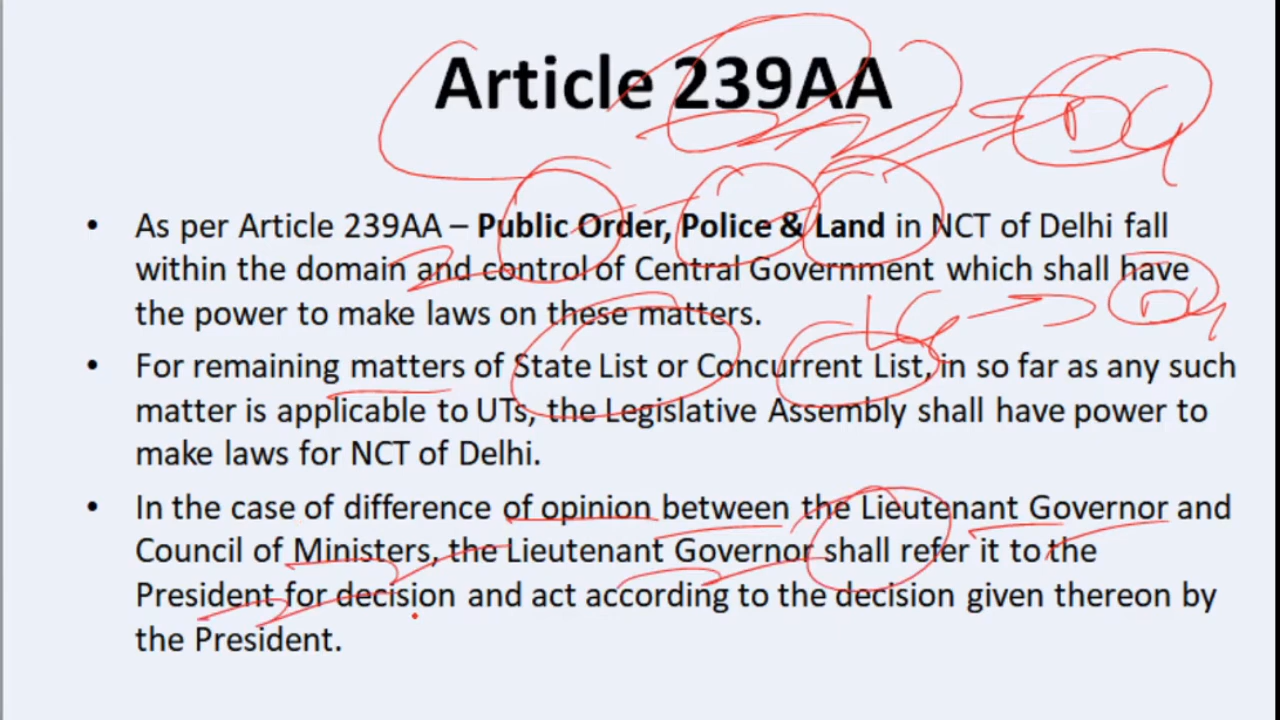 Article 239AA
• As per Article 239AA – Public Order, Police & Land in NCT of Delhi fall
within the domain and control of Central Government which shall have
the power to make laws on these matters.
• For remaining matters of State List or Concurrent List, in so far as any such
matter is applicable to UTs, the Legislative Assembly shall have power to
make laws for NCT of Delhi.
• In the case of difference of opinion between the Lieutenant Governor and
Council of Ministers, the Lieutenant Governor shall refer it to the
President for decision and act according to the decision given thereon by
the President.